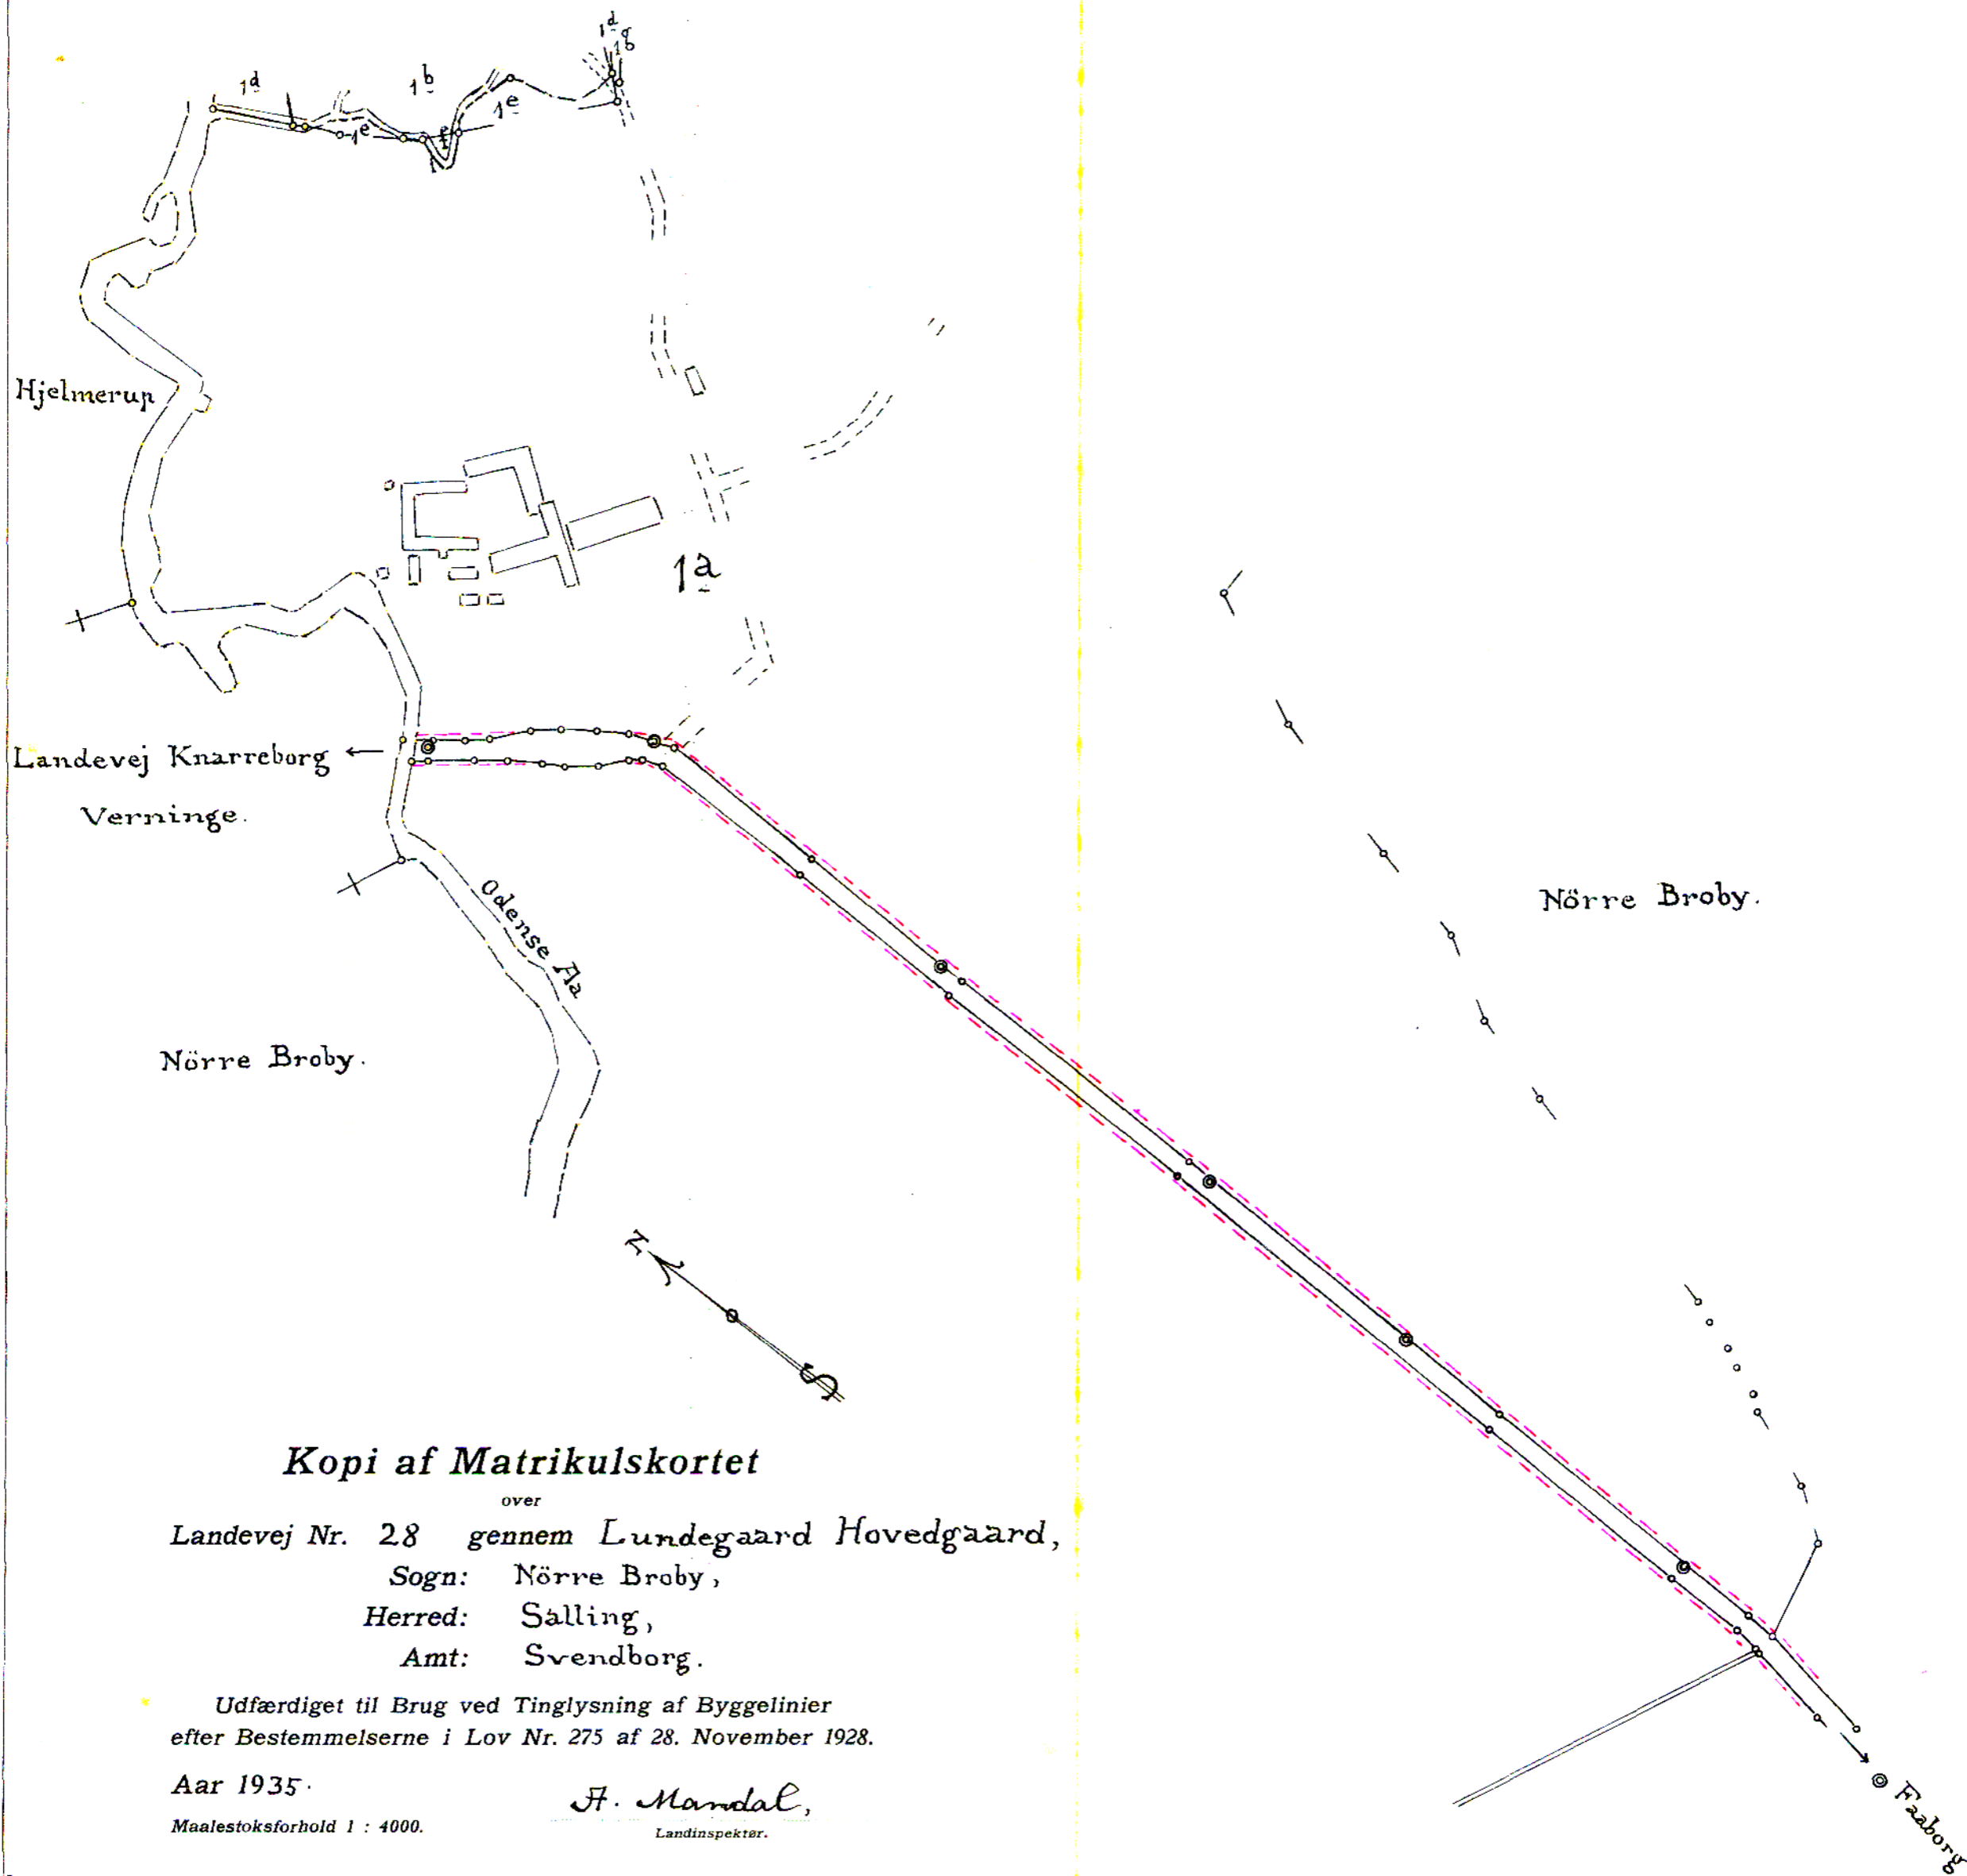 1d
1g
1d
1b
1e
1e
1f
Hjelmerup
1a
Landevej Knarreborg
Verninge.
Odense Aa
Nörre Broby.
Nörre Broby.
N
S
Kopi af Matrikulskortet
over
Landevej Nr. 28 gennem Lundegaard Hovedgaard,
Sogn: Nörre Broby,
Herred: Salling,
Amt: Svendborg.
Udfærdiget til Brug ved Tinglysning af Byggelinier
efter Bestemmelserne i Lov Nr. 275 af 28. November 1928.
Aar 1935.
Maalestoksforhold 1 : 4000.
A. Mandal,
Landinspektør.
Faaborg